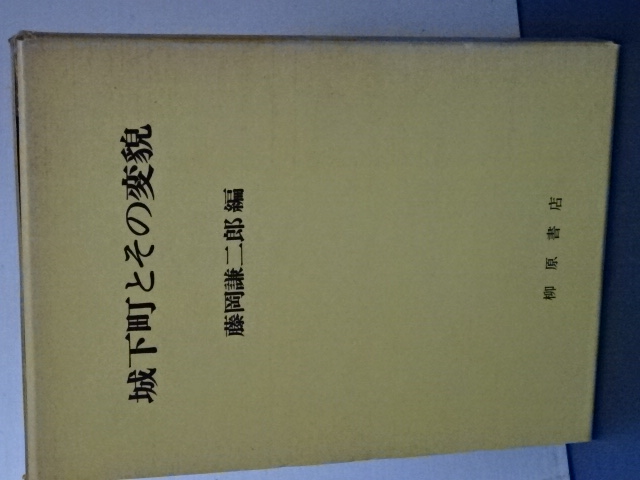 城下町とその変貌
藤岡謙二郎編
柳原書店